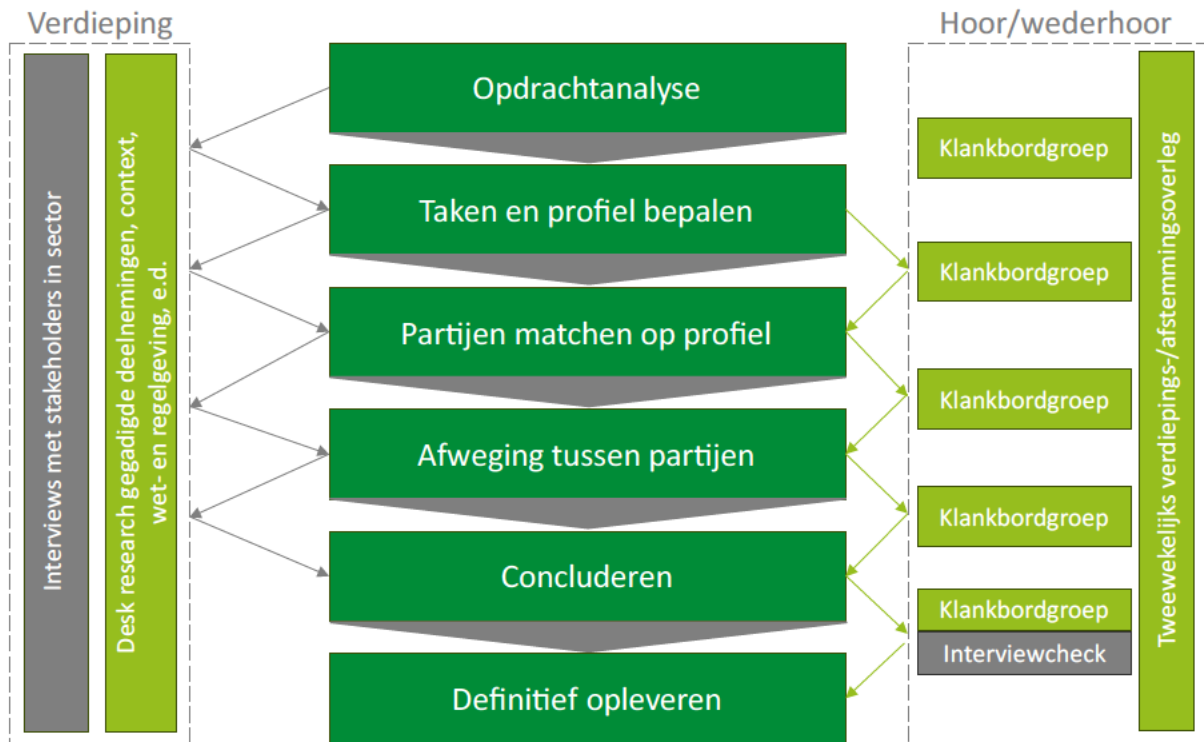 Verdieping
Interviews met stakeholders in sector
Desk research gegadigde deelnemingen, context,
wet- en regelgeving, e.d.
Opdrachtanalyse
Taken en profiel bepalen
Partijen matchen op profiel
Afweging tussen partijen
Concluderen
Definitief opleveren
Hoor/wederhoor
Klankbordgroep
Klankbordgroep
Klankbordgroep
Klankbordgroep
Klankbordgroep
Interviewcheck
Tweewekelijks verdiepings-/afstemmingsoverleg